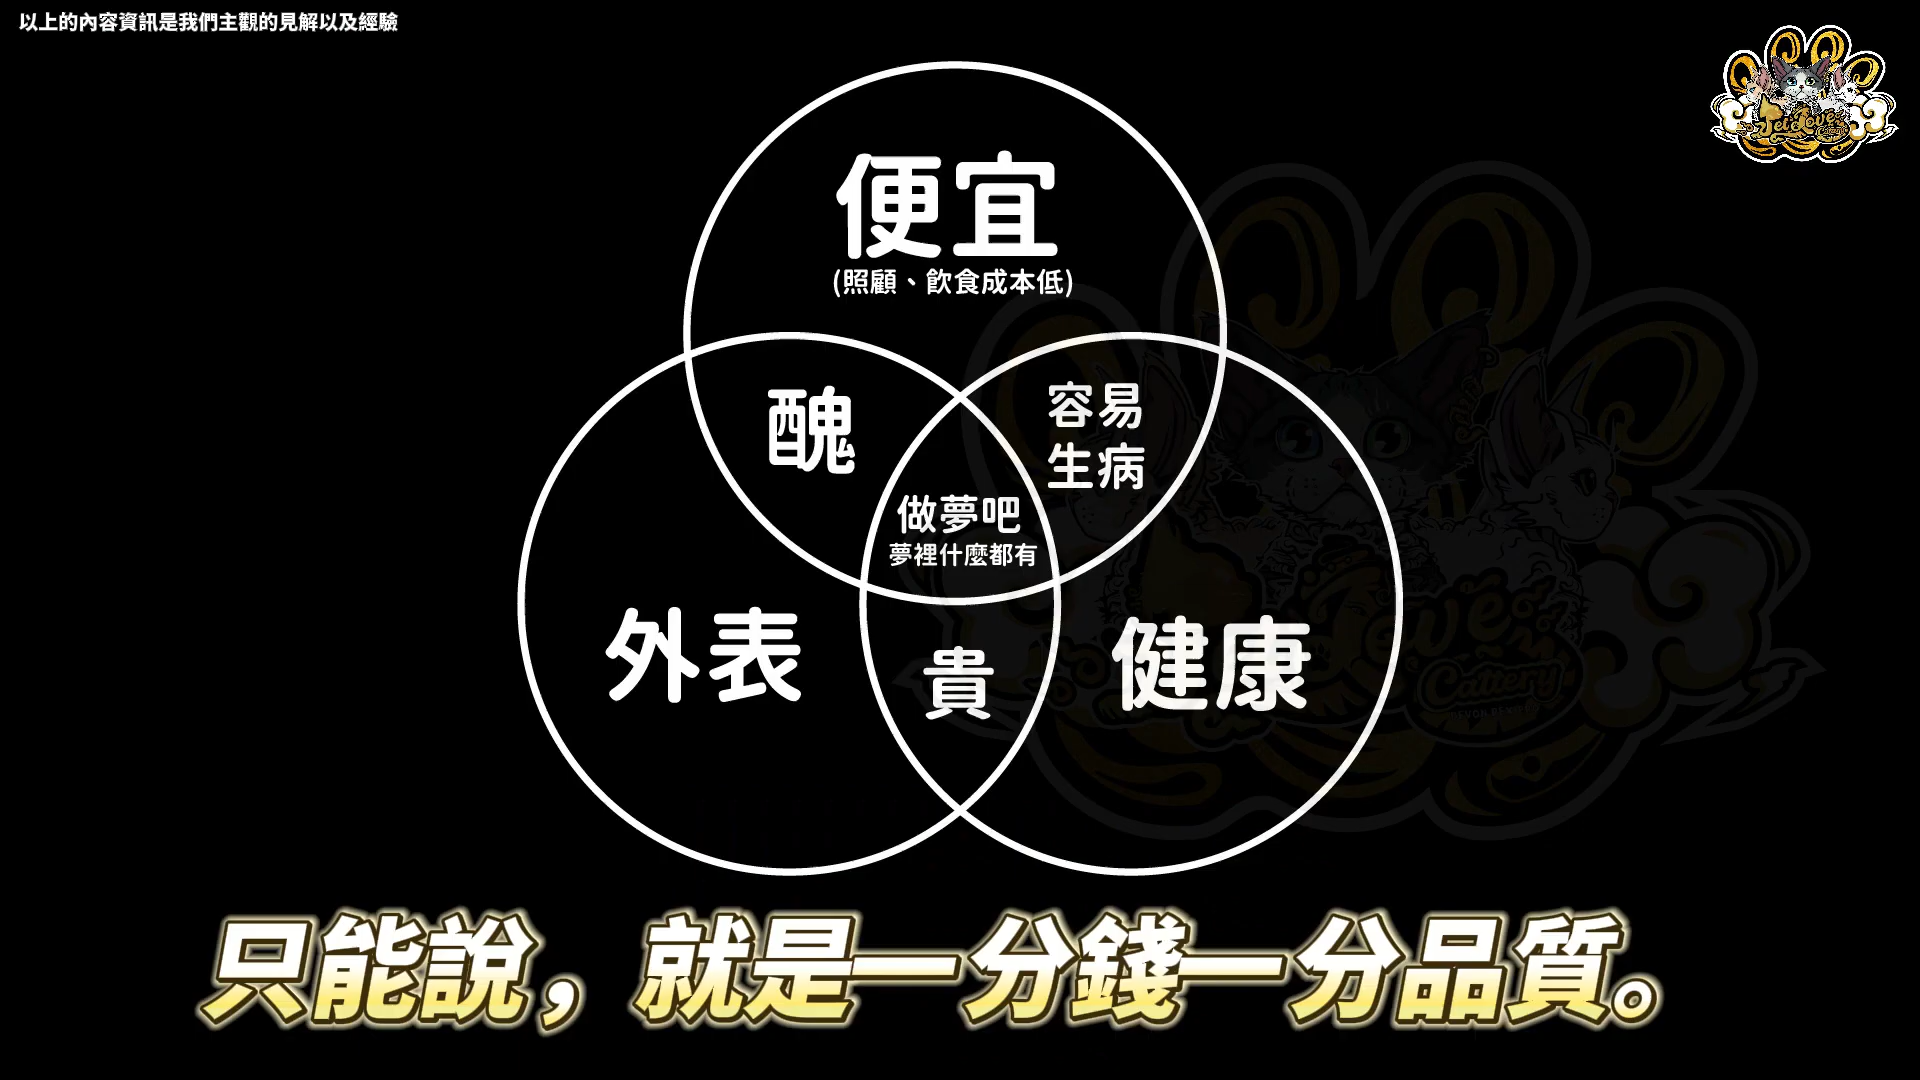 以上的內容資訊是我們主觀的見解以及經驗
Jet Love
Cattery
便宜
(照顧、飲食成本低)
醜
容易
生病
做夢吧
夢裡什麼都有
外表
貴
健康
只能說，就是一分錢一分品質。